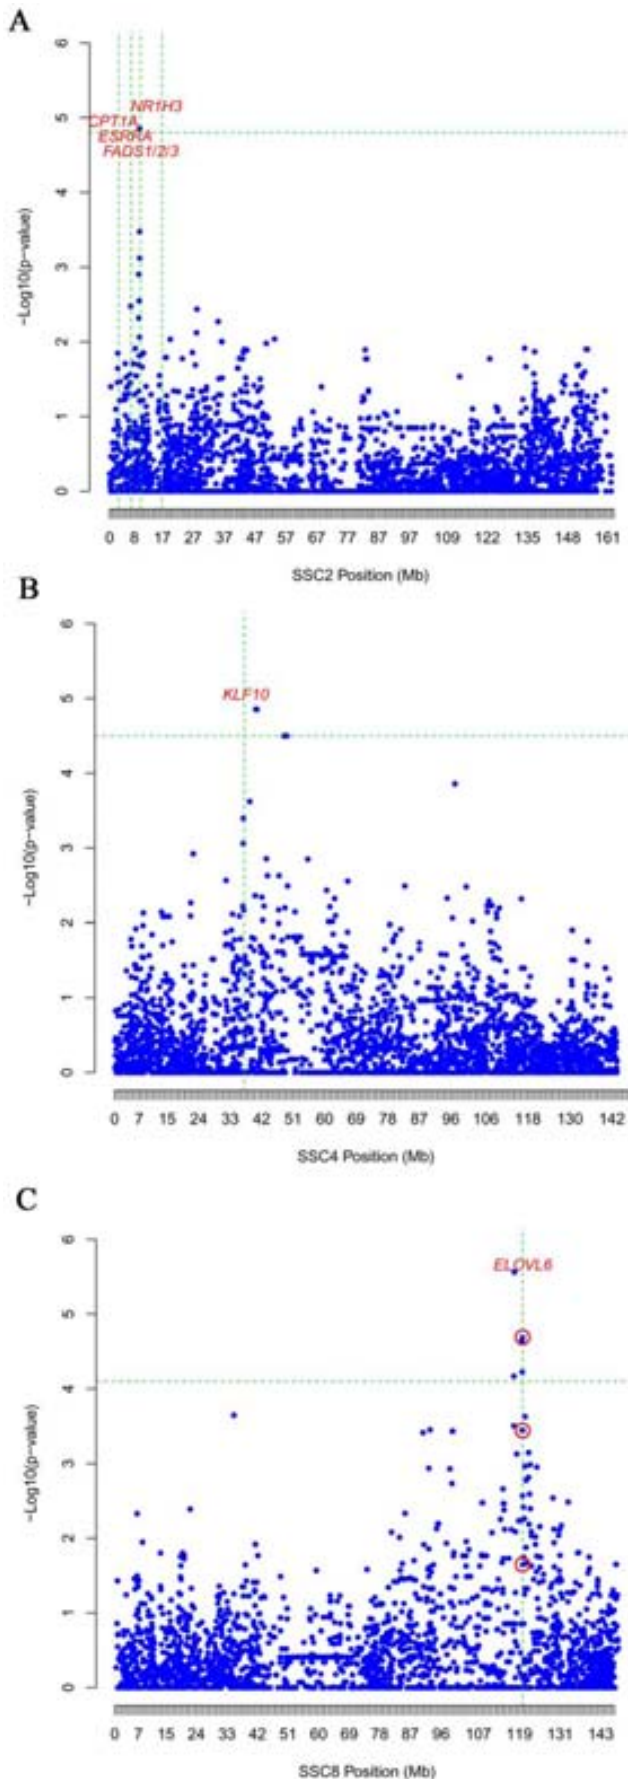 A
6
5
4
3
2
1
0
−Log10(p−value)
NR1H3
CPT1A
ESRRA
FADS1/2/3
0 8 17 27 37 47 57 67 77 87 97 109 122 135 148 161
SSC2 Position (Mb)
B
6
5
4
3
2
1
0
−Log10(p−value)
KLF10
0 7 15 24 33 42 51 60 69 78 87 96 106 118 130 142
SSC4 Position (Mb)
C
6
5
4
3
2
1
0
−Log10(p−value)
ELOVL6
0 7 15 24 33 42 51 60 69 78 87 96 107 119 131 143
SSC8 Position (Mb)